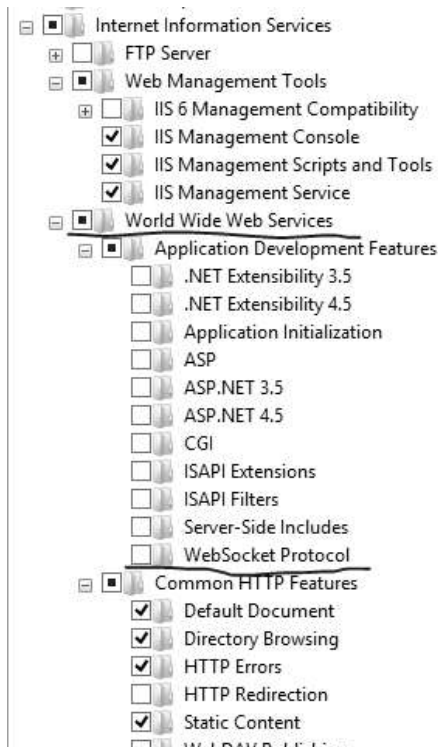 Internet Information Services
FTP Server
Web Management Tools
IIS 6 Management Compatibility
IIS Management Console
IIS Management Scripts and Tools
IIS Management Service
World Wide Web Services
Application Development Features
.NET Extensibility 3.5
.NET Extensibility 4.5
Application Initialization
ASP
ASP.NET 3.5
ASP.NET 4.5
CGI
ISAPI Extensions
ISAPI Filters
Server-Side Includes
WebSocket Protocol
Common HTTP Features
Default Document
Directory Browsing
HTTP Errors
HTTP Redirection
Static Content